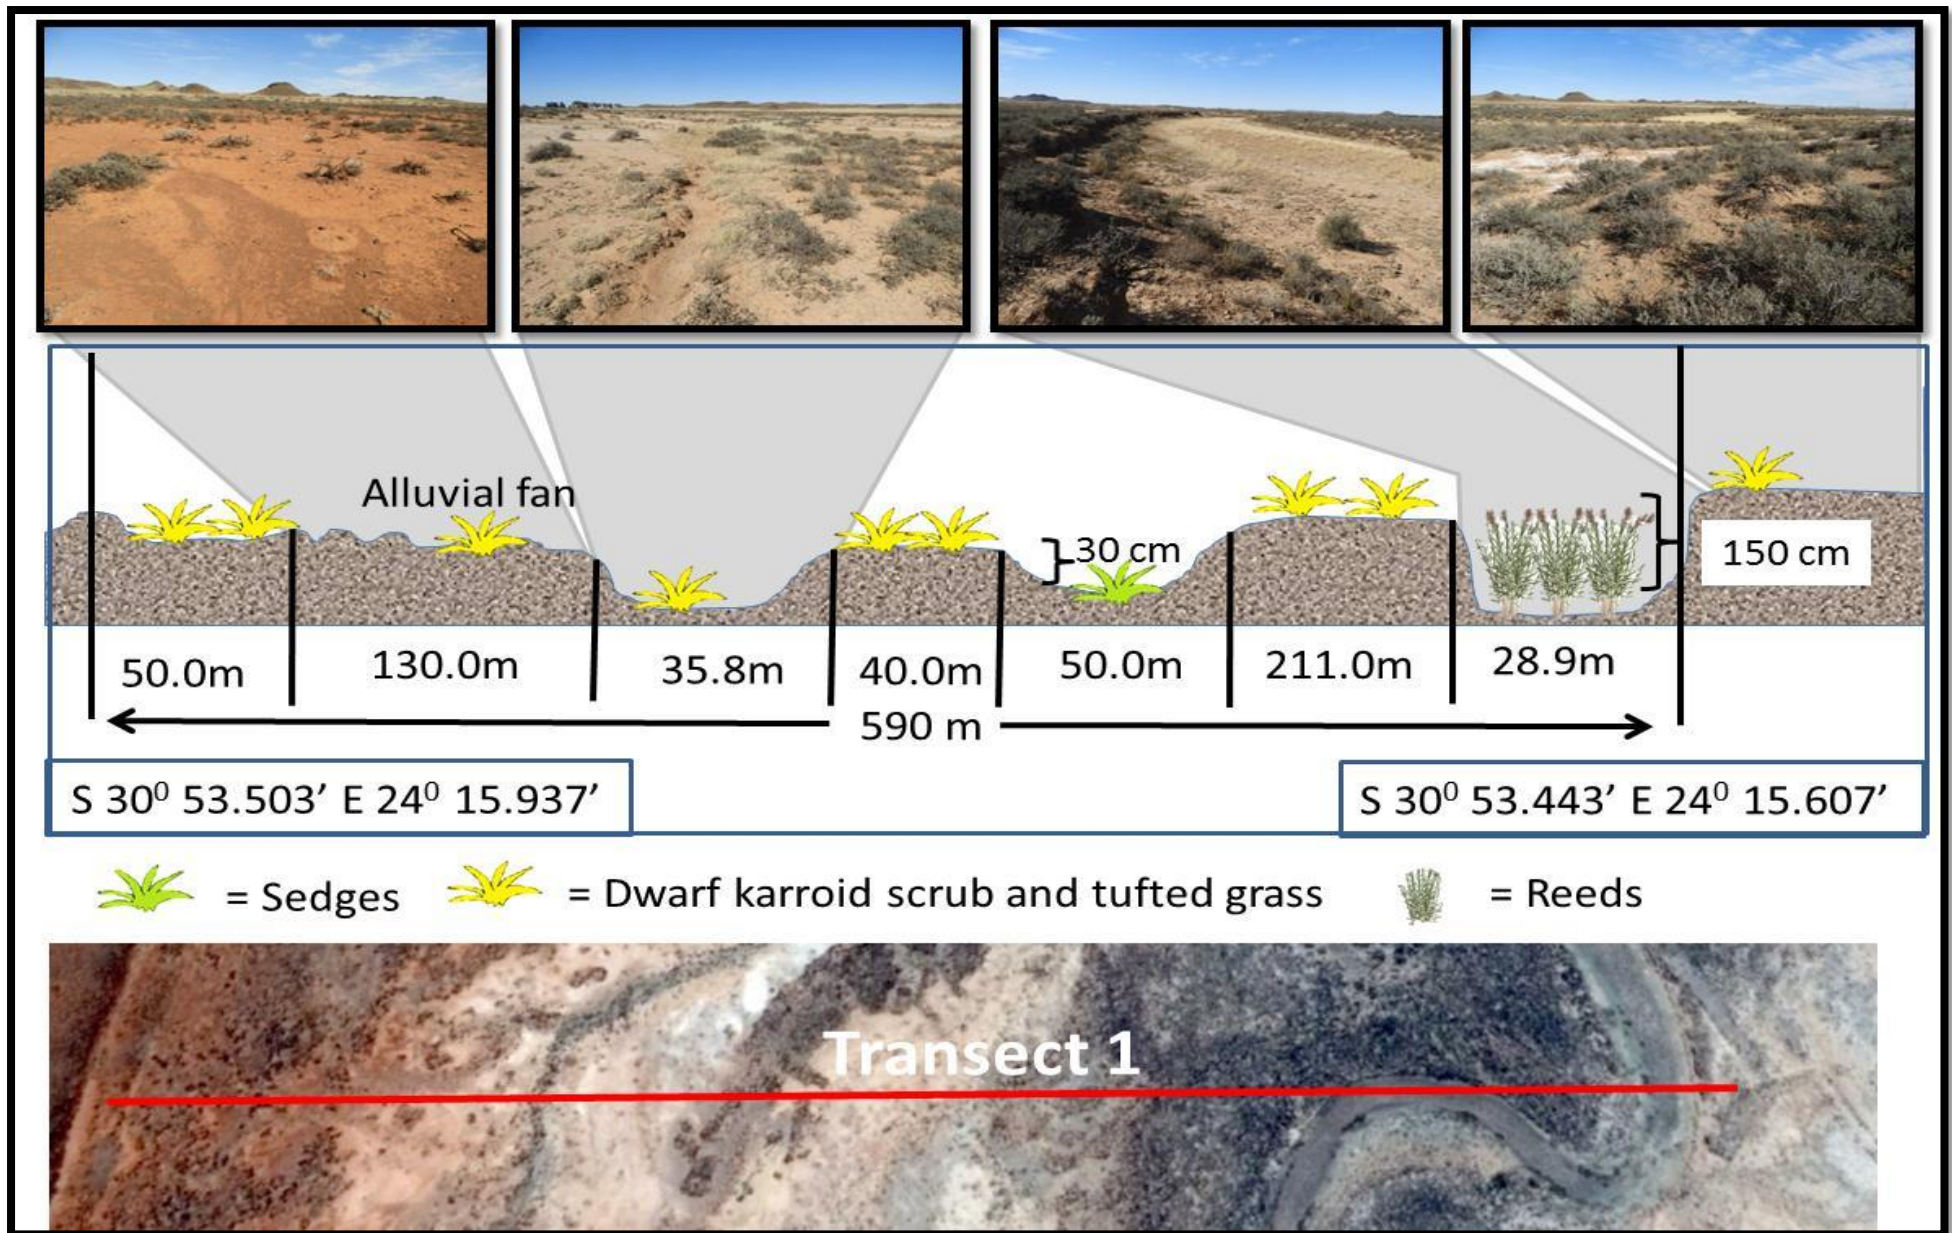 Alluvial fan
30 cm
150 cm
50.0m
130.0m
35.8m
40.0m
50.0m
211.0m
28.9m
590 m
S 30⁰ 53.503’ E 24⁰ 15.937’
S 30⁰ 53.443’ E 24⁰ 15.607’
= Sedges
= Dwarf karroid scrub and tufted grass
= Reeds
Transect 1